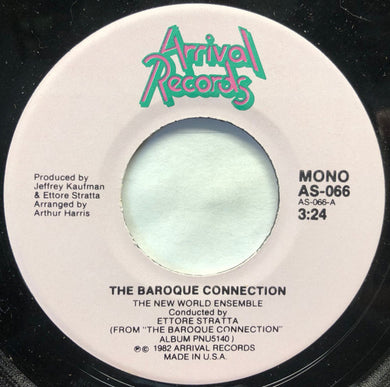 Arrival
Records
Produced by
Jeffrey Kaufman
& Ettore Stratta
Arranged by
Arthur Harris
MONO
AS-066
AS-066-A
3:24
THE BAROQUE CONNECTION
THE NEW WORLD ENSEMBLE
Conducted by
ETTORE STRATTA
(FROM "THE BAROQUE CONNECTION"
ALBUM PNU5140)
℗© 1982 ARRIVAL RECORDS
MADE IN U.S.A.